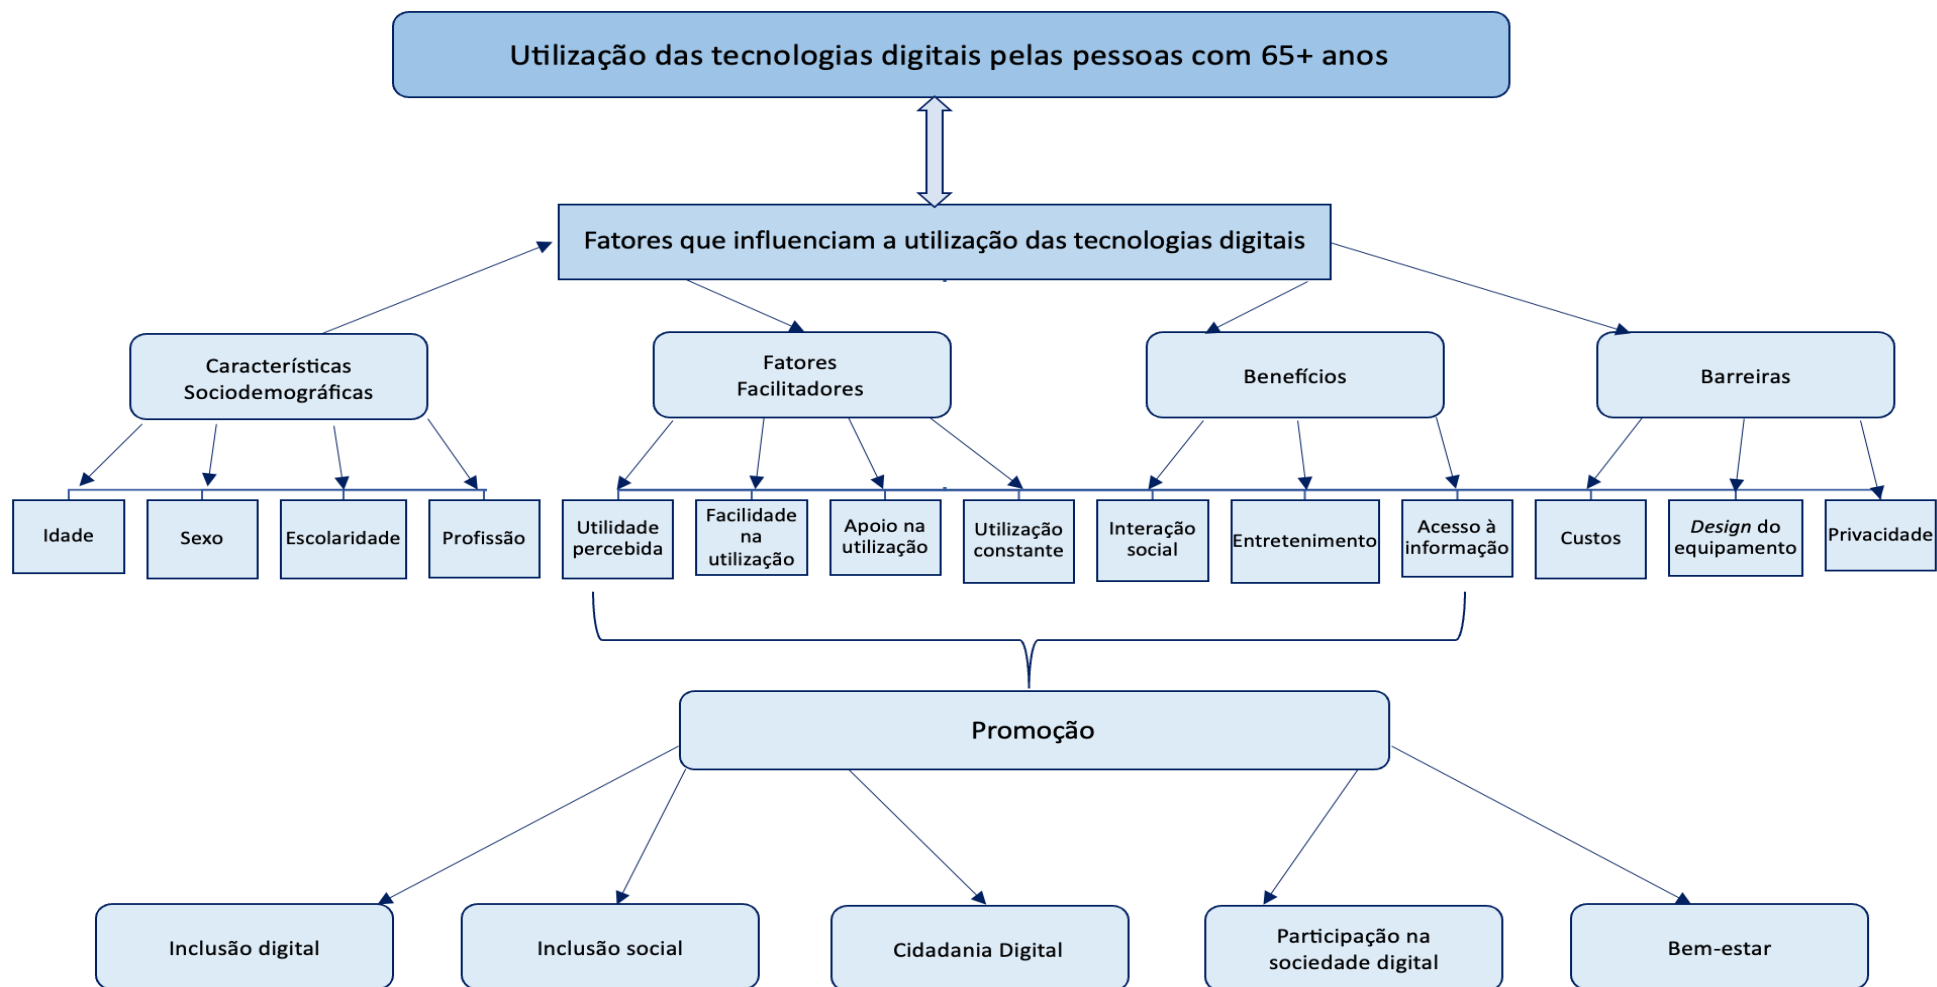 Utilização das tecnologias digitais pelas pessoas com 65+ anos
Fatores que influenciam a utilização das tecnologias digitais
Características
Sociodemográficas
Fatores
Facilitadores
Benefícios
Barreiras
Idade
Sexo
Escolaridade
Profissão
Utilidade
percebida
Facilidade
na
utilização
Apoio na
utilização
Utilização
constante
Interação
social
Entretenimento
Acesso à
informação
Custos
Design do
equipamento
Privacidade
Promoção
Inclusão digital
Inclusão social
Cidadania Digital
Participação na
sociedade digital
Bem-estar